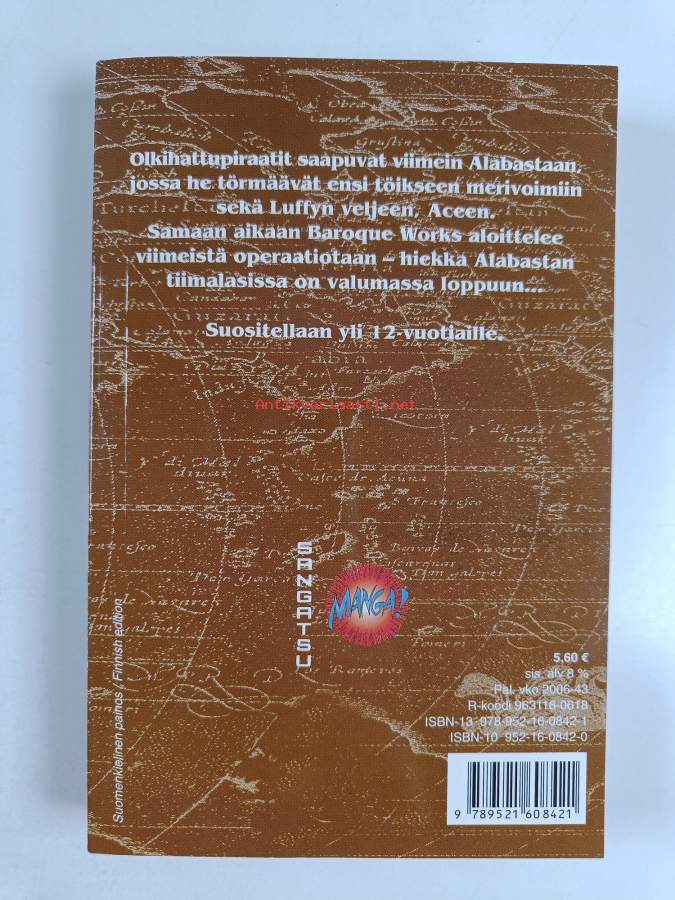 Olkihattupiraatit saapuvat viimein Alabastaan,
jossa he törmäävät ensi töikseen merivoimiin
sekä Luffyn veljeen, Aceen.
Samaan aikaan Baroque Works aloittelee
viimeistä operaatiotaan – hiekka Alabastan
tiimalasissa on valumassa loppuun...
Suositellaan yli 12-vuotiaille.
Antikvariaatti.net
SANGATSU
MANGA!
Suomenkielinen painos / Finnish edition
5.60 €
sis. alv 8 %
Pal. vko 2006-43
R-koodi 963116-0618
ISBN-13 978-952-16-0842-1
ISBN-10 952-16-0842-0
9 789521 608421